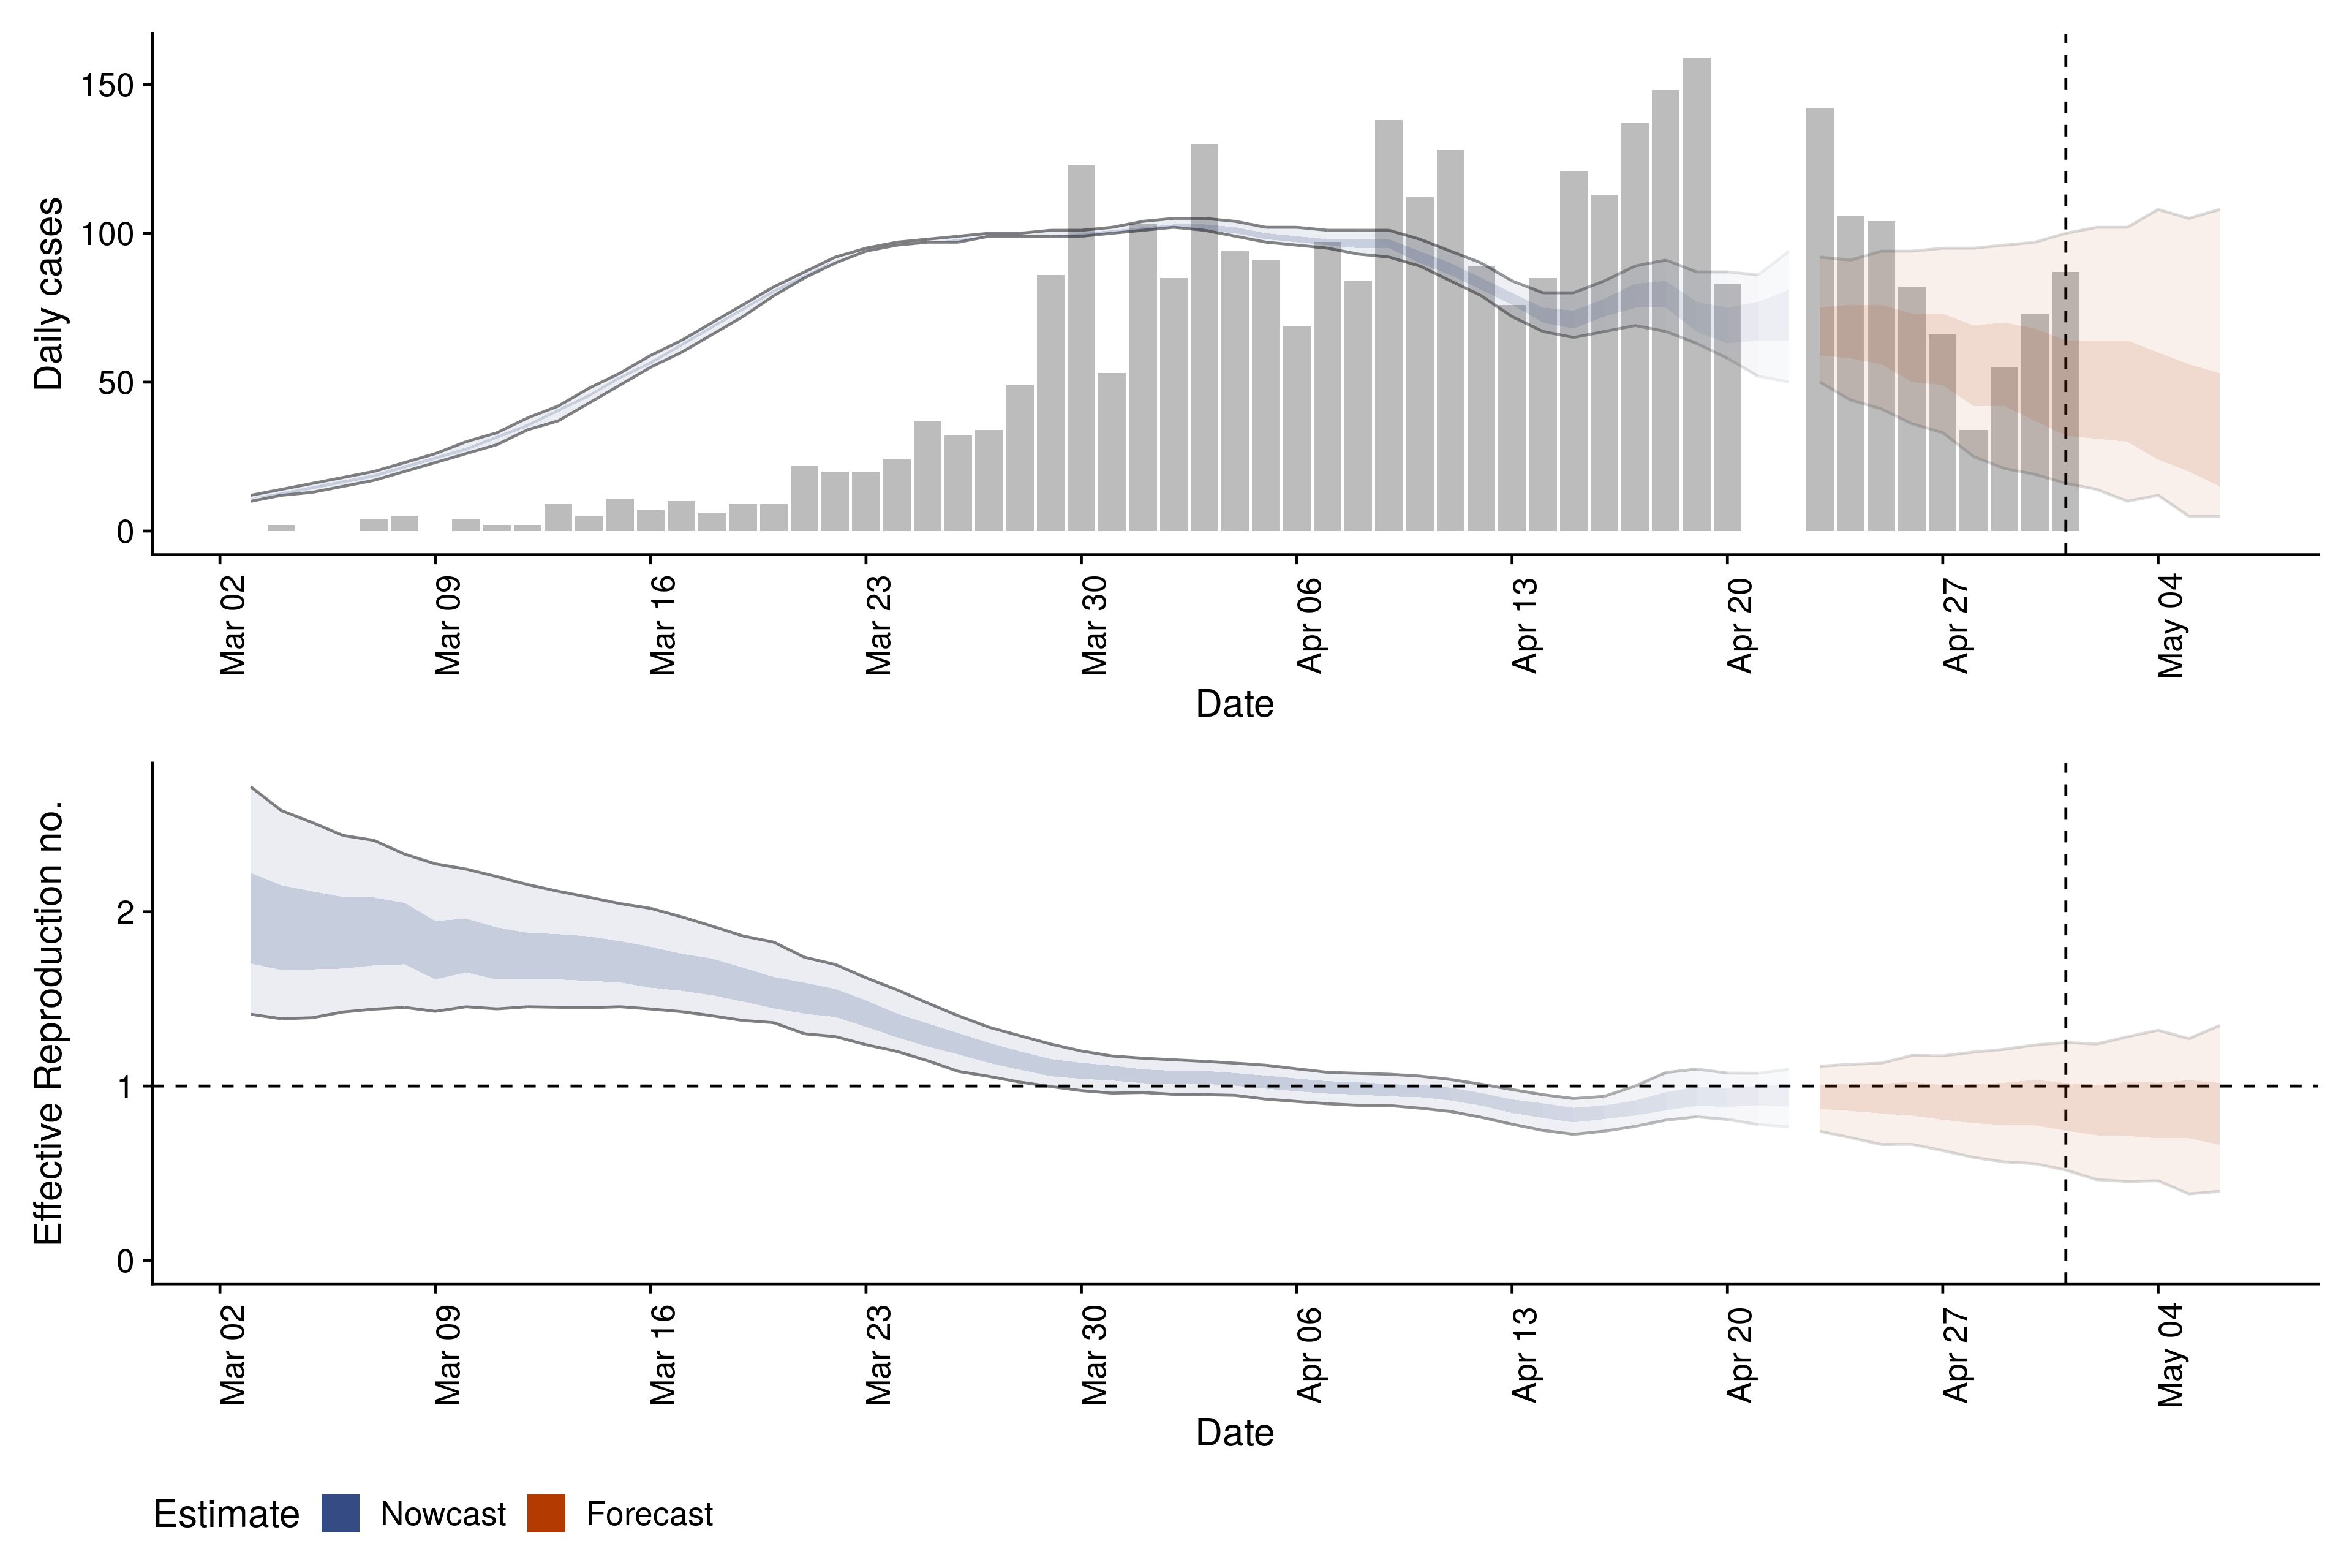 Daily cases
150
100
50
0
Mar 02
Mar 09
Mar 16
Mar 23
Mar 30
Apr 06
Apr 13
Apr 20
Apr 27
May 04
Date
Effective Reproduction no.
2
1
0
Mar 02
Mar 09
Mar 16
Mar 23
Mar 30
Apr 06
Apr 13
Apr 20
Apr 27
May 04
Date
Estimate Nowcast Forecast